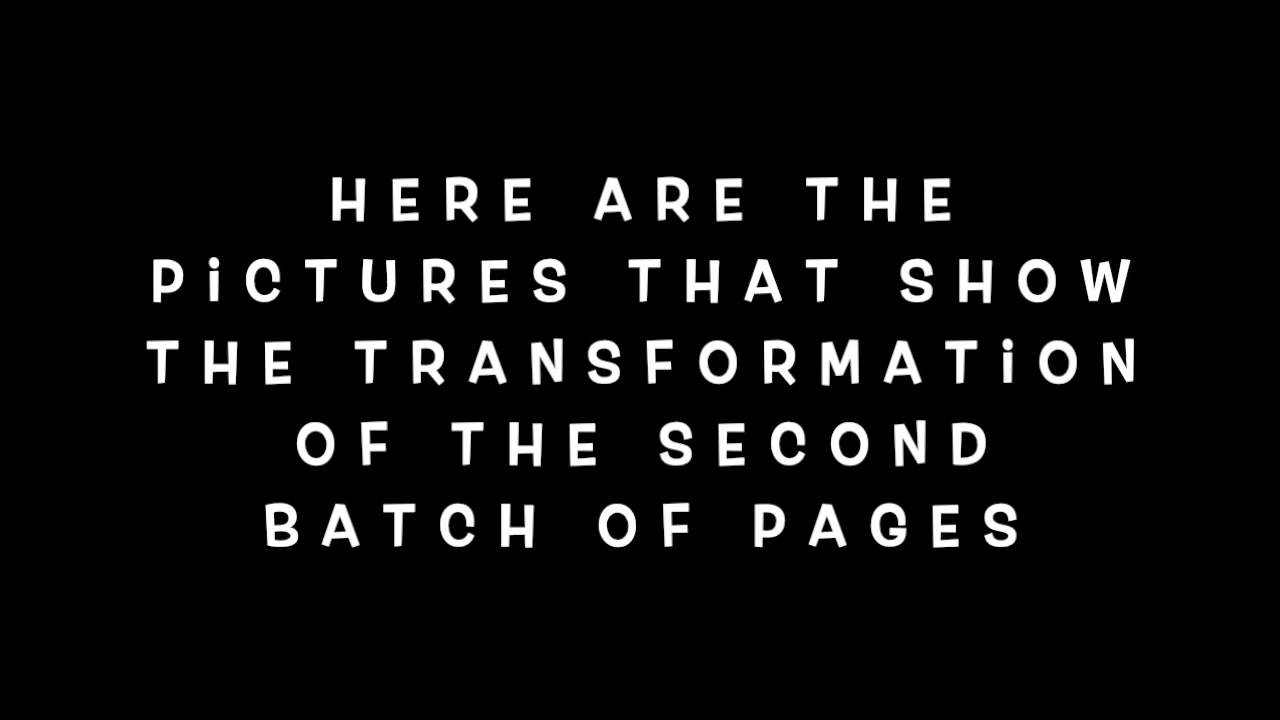 HERE ARE THE
PiCTURES THAT SHOW
THE TRANSFORMATiON
OF THE SECOND
BATCH OF PAGES